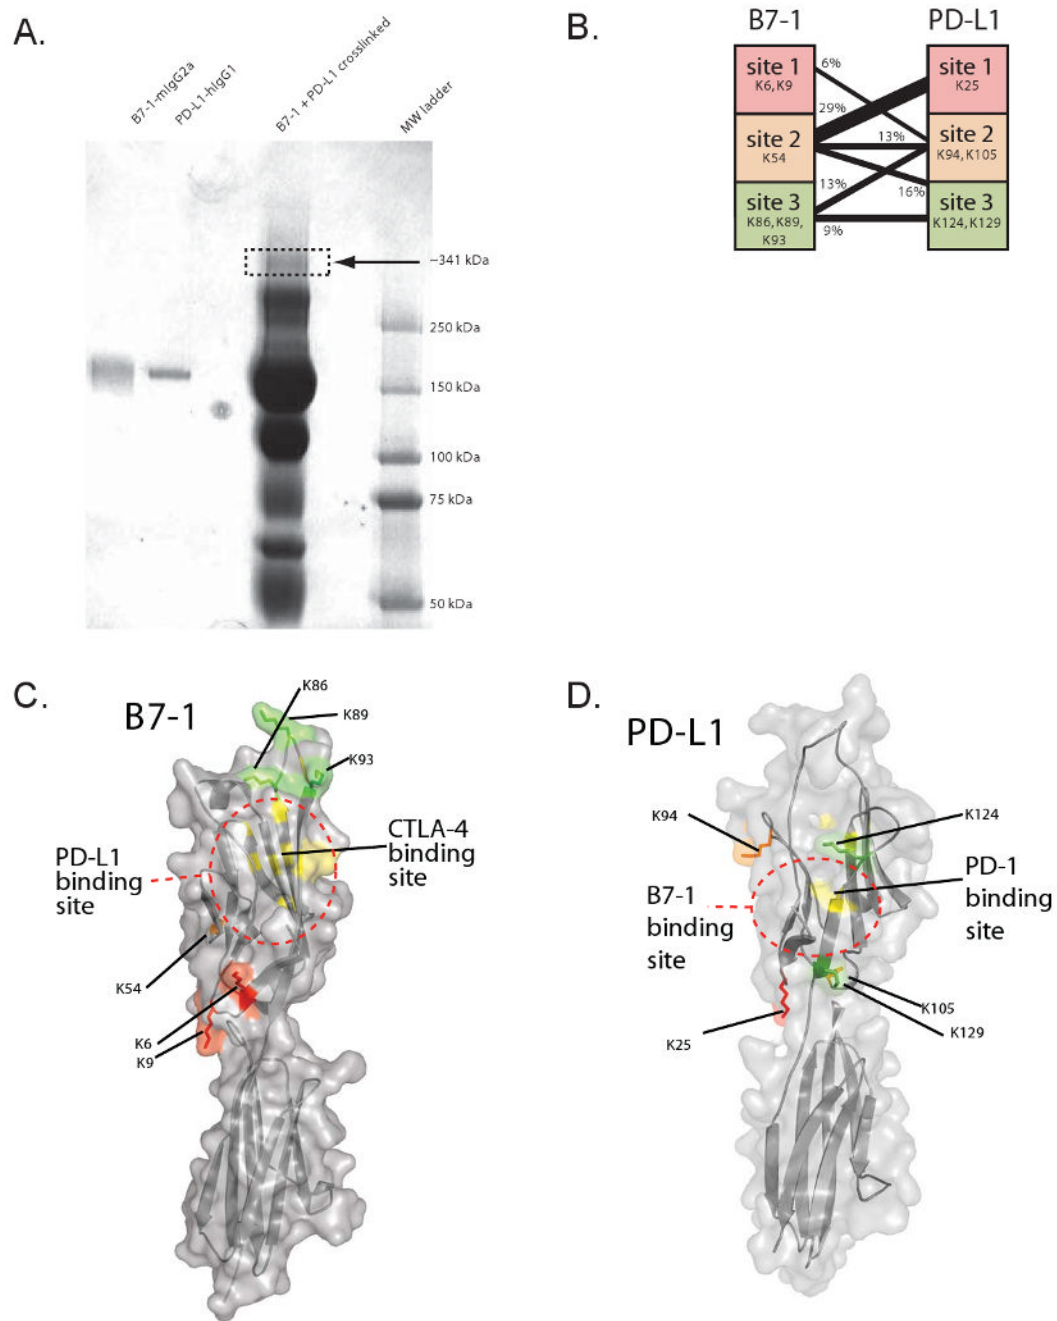 A.
B7-1-mIgG2a
PD-L1-hIgG1
B7-1 + PD-L1 crosslinked
MW ladder
~341 kDa
250 kDa
150 kDa
100 kDa
75 kDa
50 kDa
B.
B7-1
PD-L1
site 1
K6, K9
site 2
K54
site 3
K86, K89,
K93
6%
29%
13%
13%
16%
9%
site 1
K25
site 2
K94, K105
site 3
K124, K129
C.
B7-1
K86
K89
K93
CTLA-4
binding
site
PD-L1
binding
site
K54
K6
K9
D.
PD-L1
K94
K124
B7-1
binding
site
PD-1
binding
site
K105
K129
K25